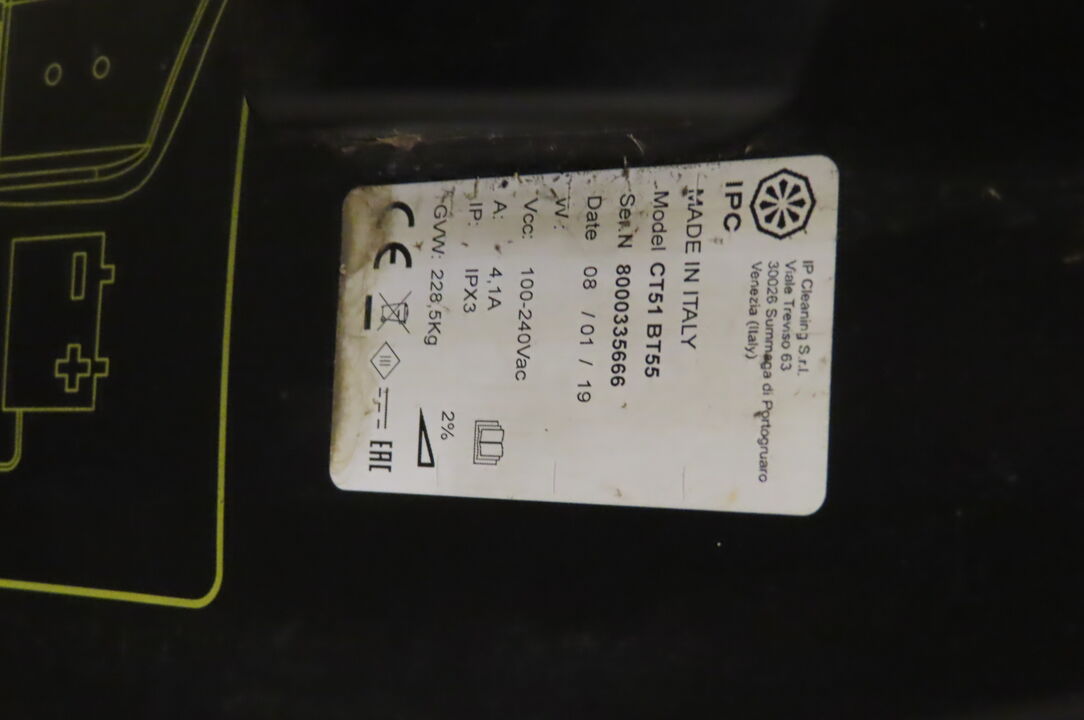 IPC
IP Cleaning S.r.l.
Viale Treviso 63
30026 Summaga di Portogruaro
Venezia (Italy)
MADE IN ITALY
Model CT51 BT55
Ser.N 8000335666
Date 08 / 01 / 19
W:
Vcc: 100-240Vac
A: 4,1A
IP: IPX3
GVW: 228,5Kg
2%
CE III EAC